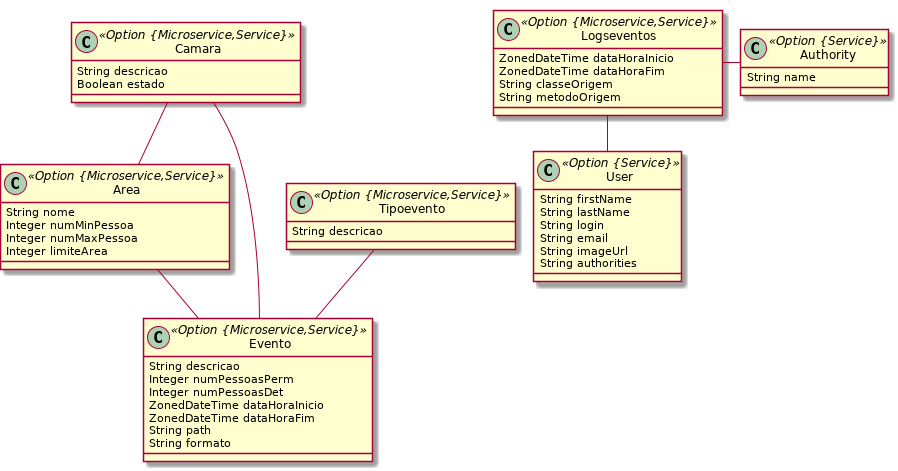 C «Option {Microservice,Service}»
Camara
String descricao
Boolean estado
C «Option {Microservice,Service}»
Logseventos
ZonedDateTime dataHoraInicio
ZonedDateTime dataHoraFim
String classeOrigem
String metodoOrigem
C «Option {Service}»
Authority
String name
C «Option {Microservice,Service}»
Area
String nome
Integer numMinPessoa
Integer numMaxPessoa
Integer limiteArea
C «Option {Microservice,Service}»
Tipoevento
String descricao
C «Option {Service}»
User
String firstName
String lastName
String login
String email
String imageUrl
String authorities
C «Option {Microservice,Service}»
Evento
String descricao
Integer numPessoasPerm
Integer numPessoasDet
ZonedDateTime dataHoraInicio
ZonedDateTime dataHoraFim
String path
String formato